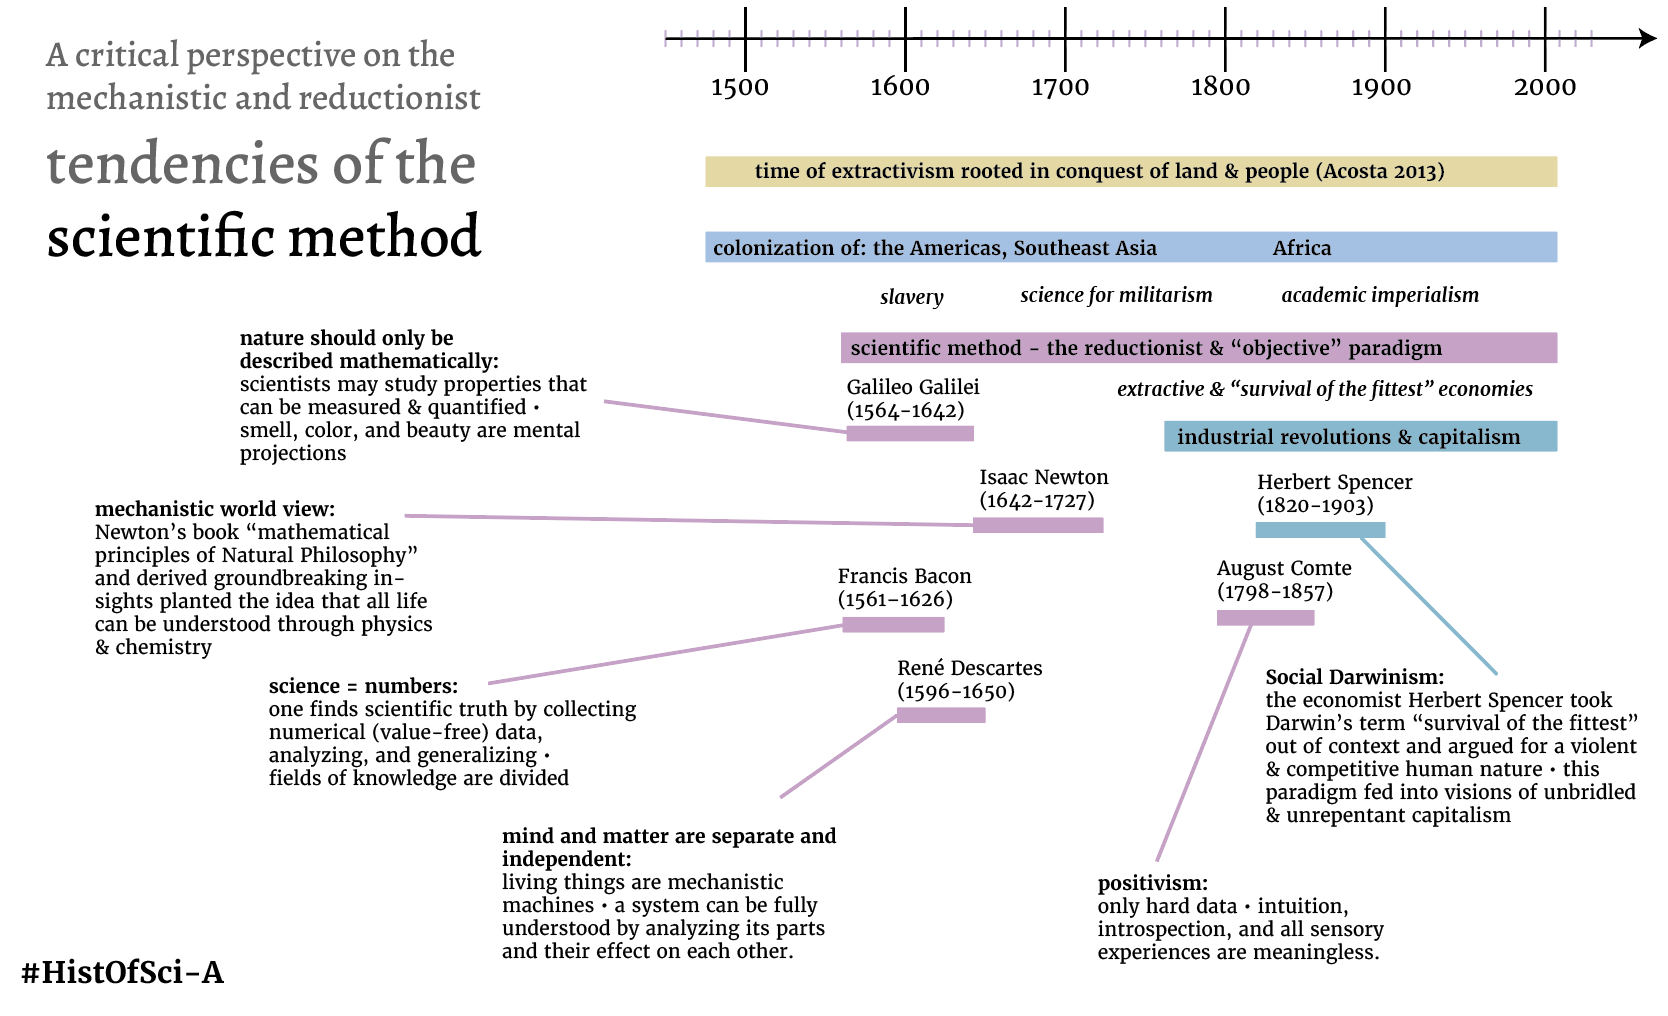 A critical perspective on the
mechanistic and reductionist
tendencies of the
scientific method
1500 1600 1700 1800 1900 2000
time of extractivism rooted in conquest of land & people (Acosta 2013)
colonization of: the Americas, Southeast Asia Africa
slavery science for militarism academic imperialism
scientific method - the reductionist & “objective” paradigm
extractive & “survival of the fittest” economies
industrial revolutions & capitalism
nature should only be
described mathematically:
scientists may study properties that
can be measured & quantified •
smell, color, and beauty are mental
projections
Galileo Galilei
(1564-1642)
Isaac Newton
(1642-1727)
Herbert Spencer
(1820-1903)
mechanistic world view:
Newton’s book “mathematical
principles of Natural Philosophy”
and derived groundbreaking in-
sights planted the idea that all life
can be understood through physics
& chemistry
Francis Bacon
(1561–1626)
August Comte
(1798-1857)
science = numbers:
one finds scientific truth by collecting
numerical (value-free) data,
analyzing, and generalizing •
fields of knowledge are divided
René Descartes
(1596-1650)
Social Darwinism:
the economist Herbert Spencer took
Darwin’s term “survival of the fittest”
out of context and argued for a violent
& competitive human nature • this
paradigm fed into visions of unbridled
& unrepentant capitalism
mind and matter are separate and
independent:
living things are mechanistic
machines • a system can be fully
understood by analyzing its parts
and their effect on each other.
positivism:
only hard data • intuition,
introspection, and all sensory
experiences are meaningless.
#HistOfSci-A